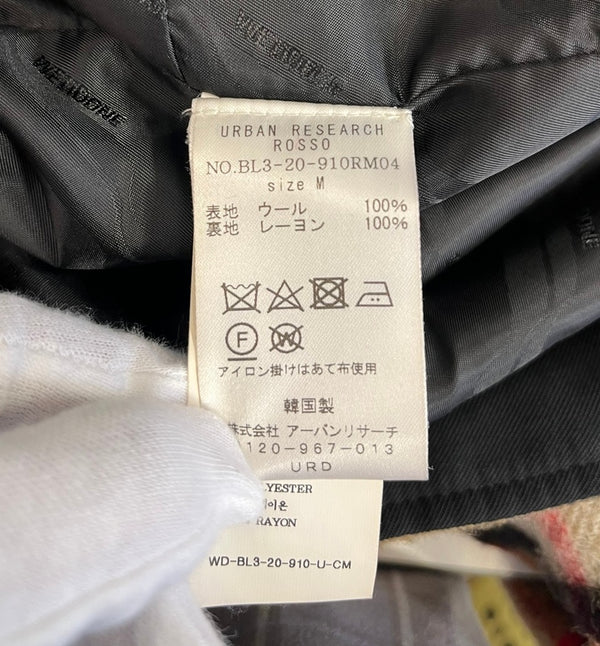 WE11DONE
WE11DONE
URBAN RESEARCH
ROSSO
NO.BL3-20-910RM04
size M
表地 ウール 100%
裏地 レーヨン 100%
F
W
アイロン掛けはあて布使用
韓国製
株式会社 アーバンリサーチ
120-967-013
URD
YESTER
이온
RAYON
WD-BL3-20-910-U-CM